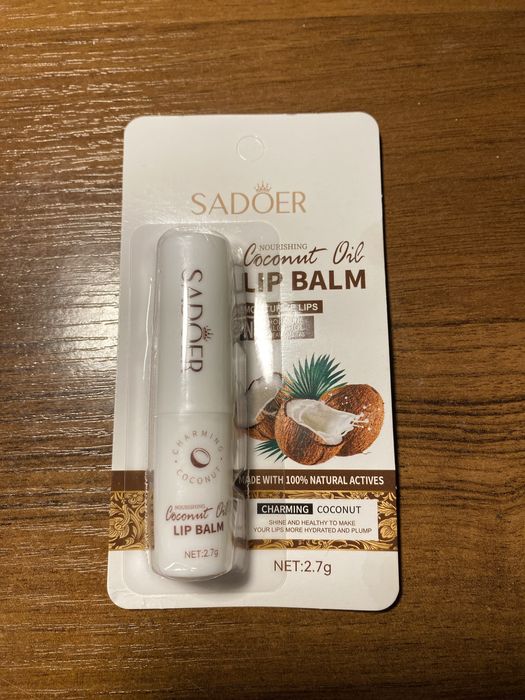 SADOER
NOURISHING
Coconut Oil
LIP BALM
LIPS
MADE WITH 100% NATURAL ACTIVES
CHARMING COCONUT
SHINE AND HEALTHY TO MAKE
YOUR LIPS MORE HYDRATED AND PLUMP
NET:2.7g
SADOER
CHARMING
COCONUT
NOURISHING
Coconut Oil
LIP BALM
NET:2.7g